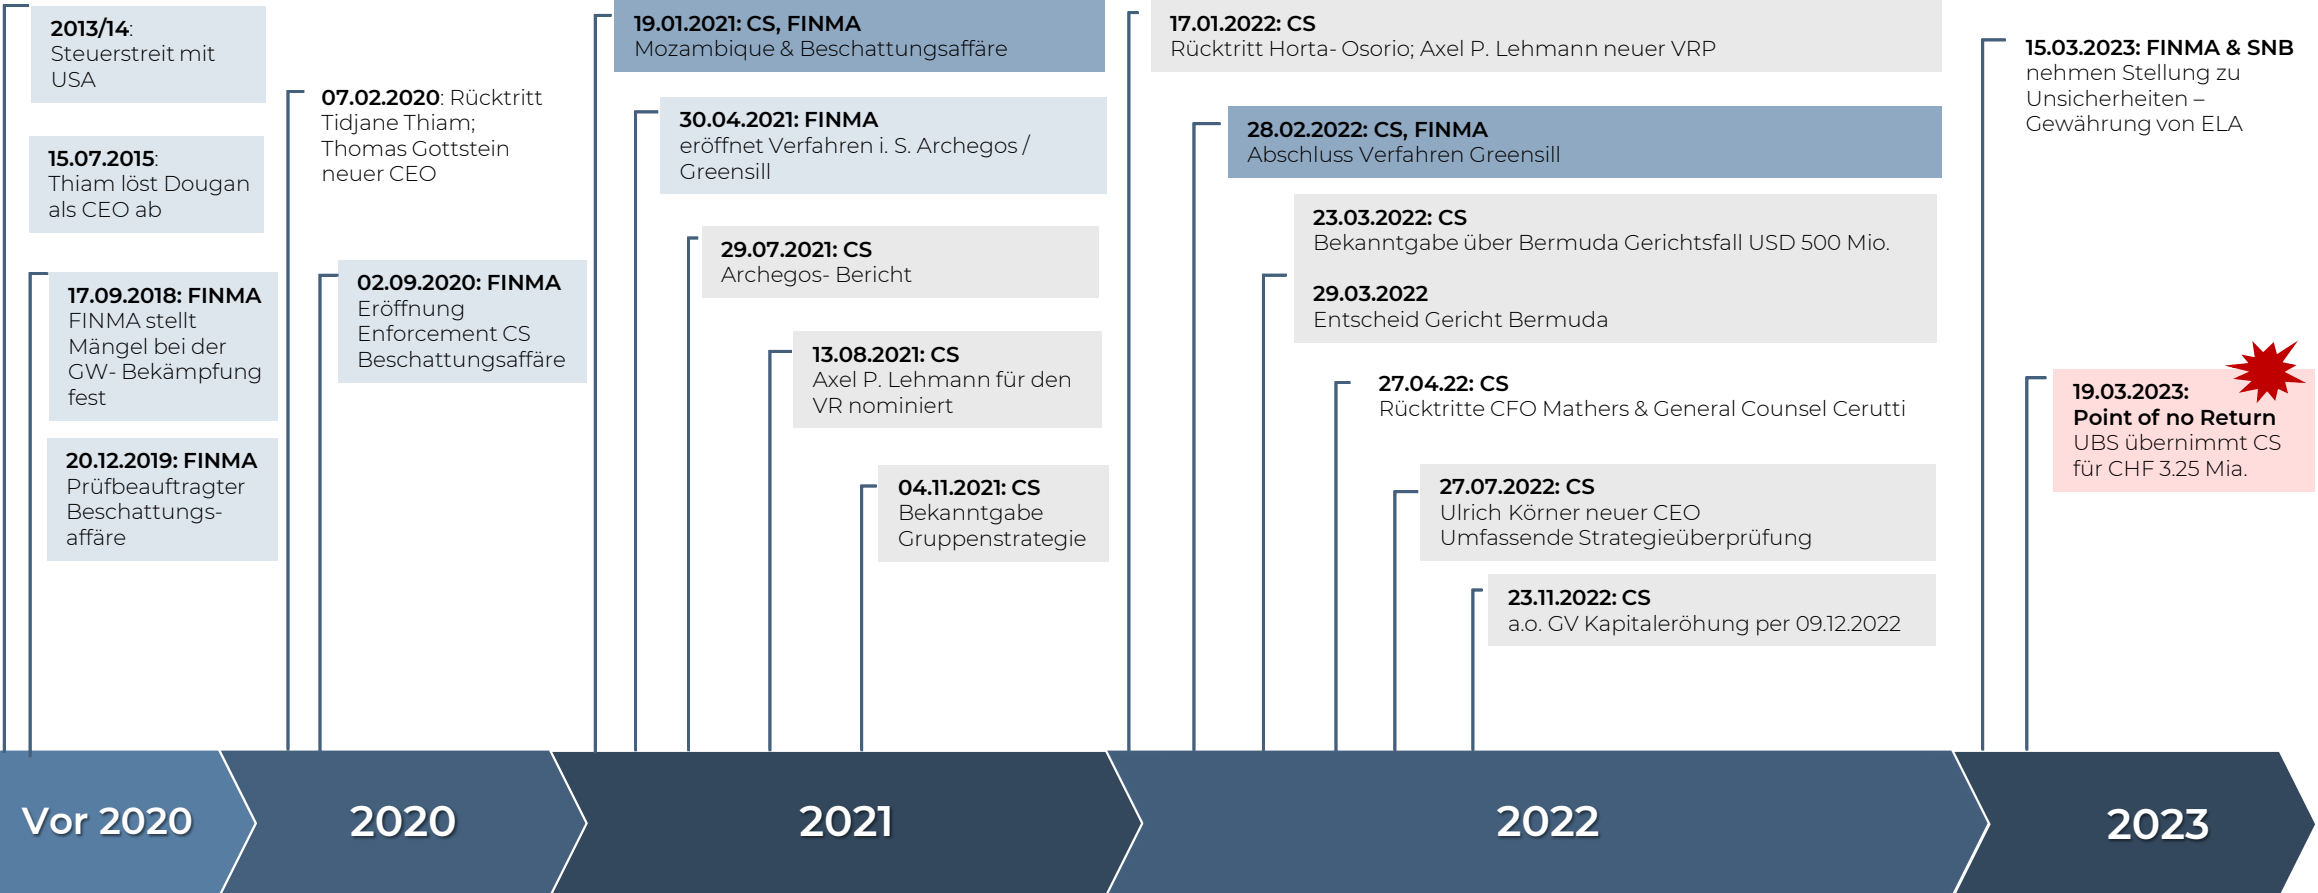 2013/14:
Steuerstreit mit
USA
15.07.2015:
Thiam löst Dougan
als CEO ab
17.09.2018: FINMA
FINMA stellt
Mängel bei der
GW- Bekämpfung
fest
20.12.2019: FINMA
Prüfbeauftragter
Beschattungs-
affäre
07.02.2020: Rücktritt
Tidjane Thiam;
Thomas Gottstein
neuer CEO
02.09.2020: FINMA
Eröffnung
Enforcement CS
Beschattungsaffäre
19.01.2021: CS, FINMA
Mozambique & Beschattungsaffäre
30.04.2021: FINMA
eröffnet Verfahren i. S. Archegos /
Greensill
29.07.2021: CS
Archegos- Bericht
13.08.2021: CS
Axel P. Lehmann für den
VR nominiert
04.11.2021: CS
Bekanntgabe
Gruppenstrategie
17.01.2022: CS
Rücktritt Horta- Osorio; Axel P. Lehmann neuer VRP
28.02.2022: CS, FINMA
Abschluss Verfahren Greensill
23.03.2022: CS
Bekanntgabe über Bermuda Gerichtsfall USD 500 Mio.
29.03.2022
Entscheid Gericht Bermuda
27.04.22: CS
Rücktritte CFO Mathers & General Counsel Cerutti
27.07.2022: CS
Ulrich Körner neuer CEO
Umfassende Strategieüberprüfung
23.11.2022: CS
a.o. GV Kapitaleröhung per 09.12.2022
15.03.2023: FINMA & SNB
nehmen Stellung zu
Unsicherheiten –
Gewährung von ELA
19.03.2023:
Point of no Return
UBS übernimmt CS
für CHF 3.25 Mia.
Vor 2020
2020
2021
2022
2023